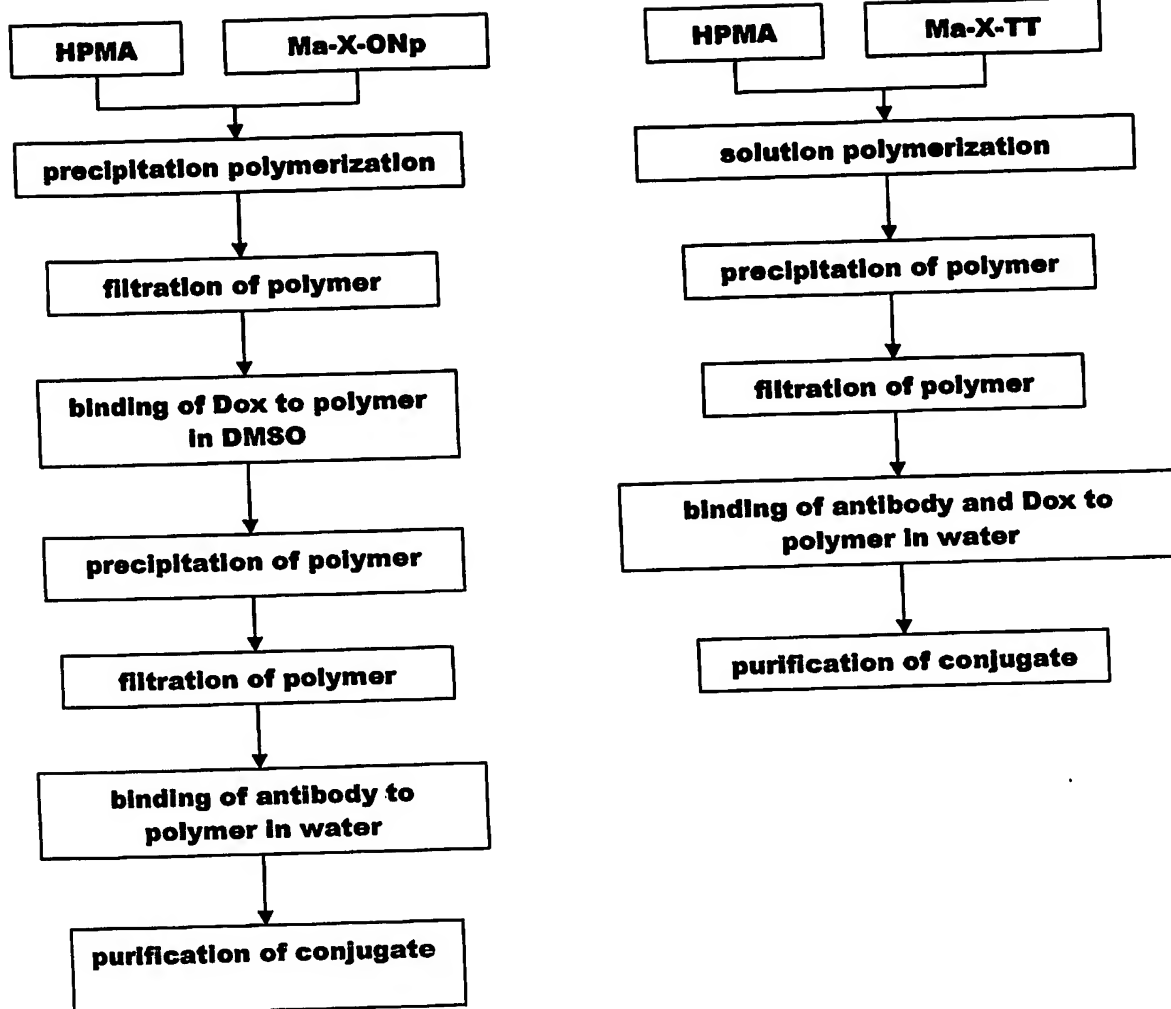 HPMA
Ma-X-ONp
precipitation polymerization
filtration of polymer
binding of Dox to polymer
in DMSO
precipitation of polymer
filtration of polymer
binding of antibody to
polymer in water
purification of conjugate
HPMA
Ma-X-TT
solution polymerization
precipitation of polymer
filtration of polymer
binding of antibody and Dox to
polymer in water
purification of conjugate